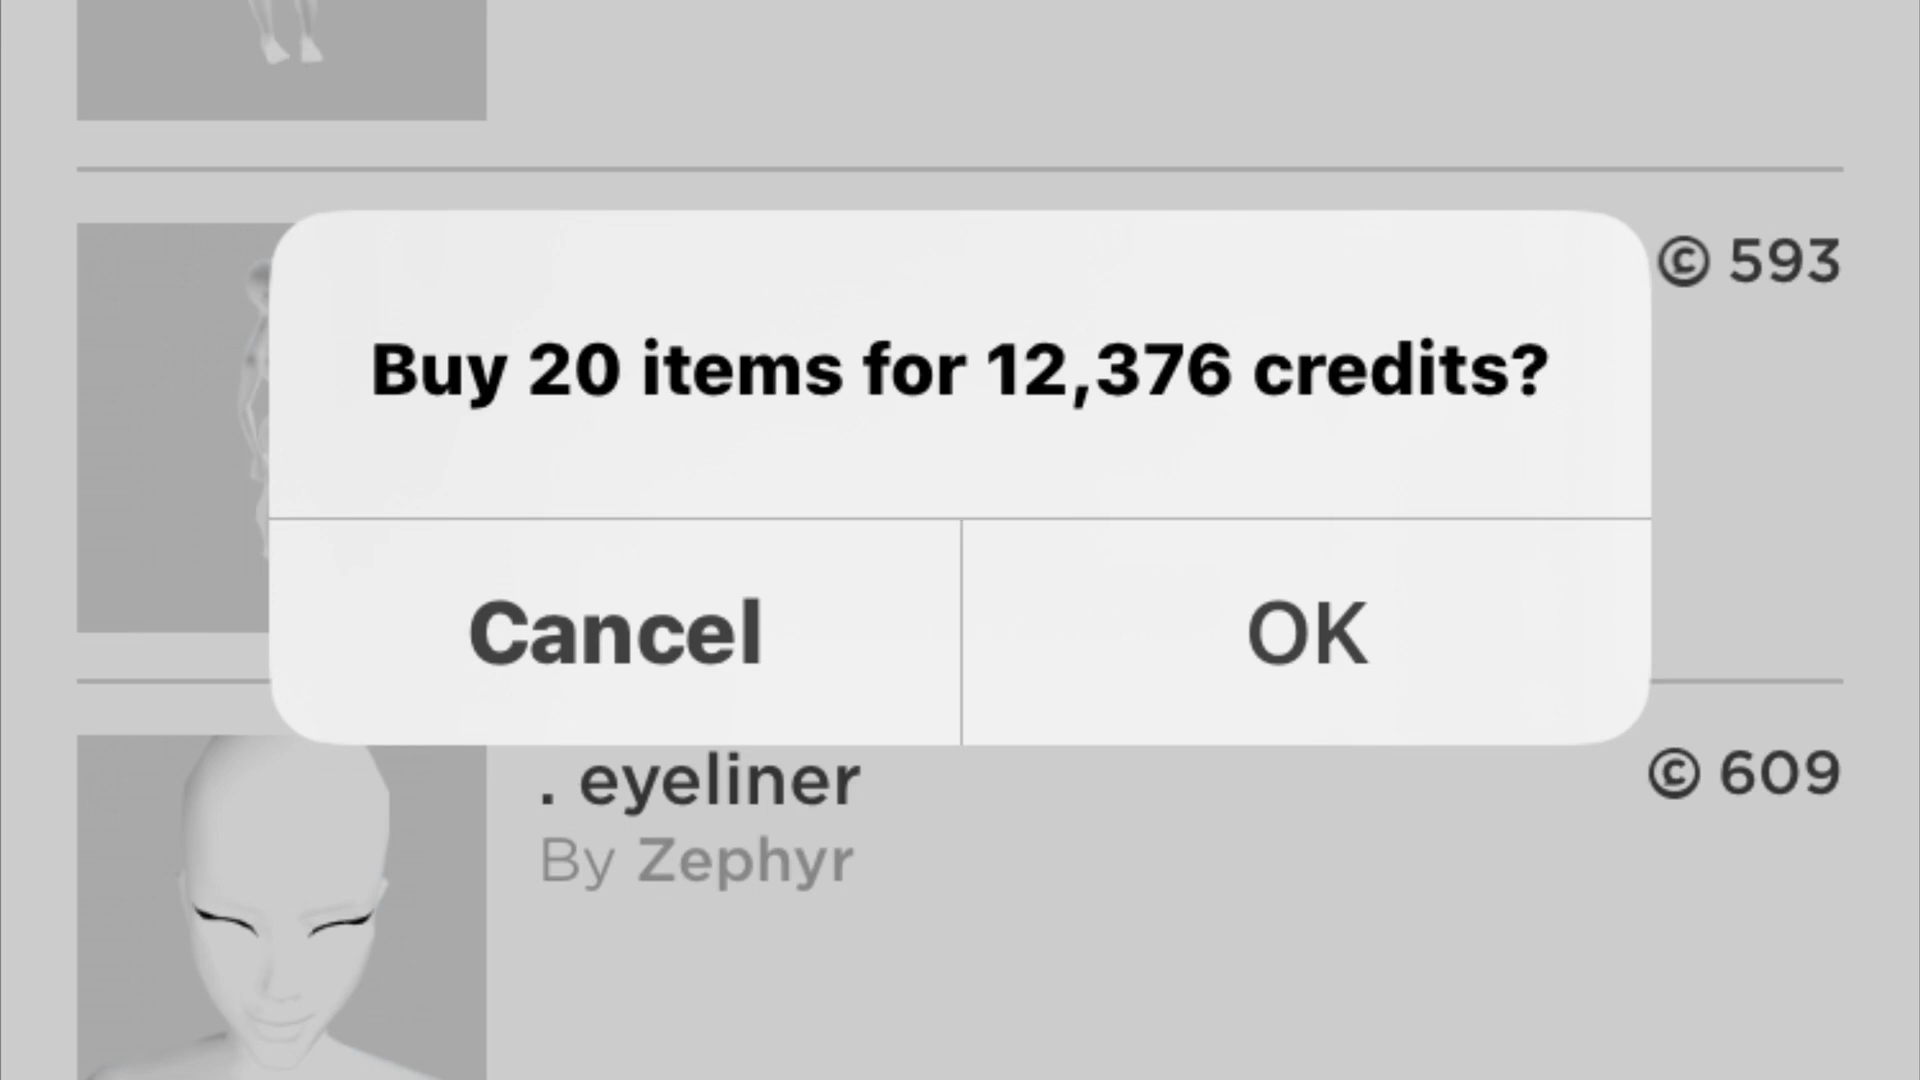 © 593
Buy 20 items for 12,376 credits?
Cancel
OK
. eyeliner
© 609
By Zephyr